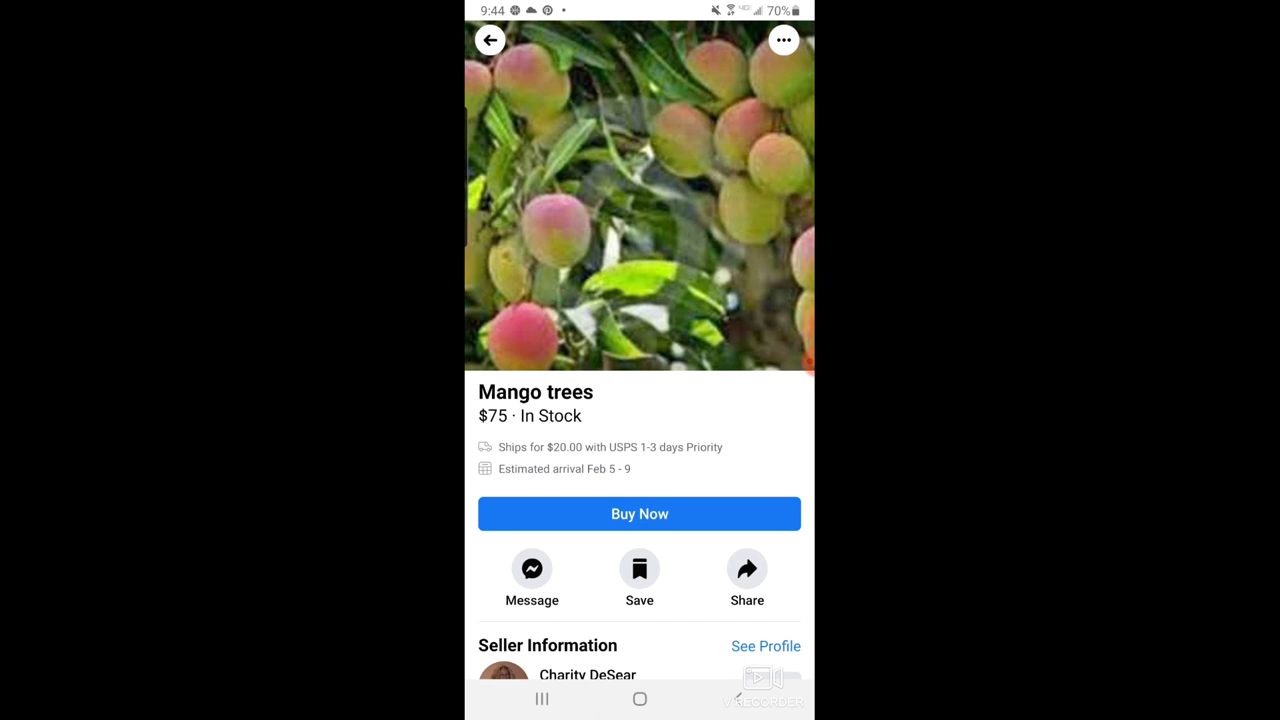 9:44
70%
Mango trees
$75 · In Stock
Ships for $20.00 with USPS 1-3 days Priority
Estimated arrival Feb 5 - 9
Buy Now
Message Save Share
Seller Information See Profile
Charity DeSear
V RECORDER